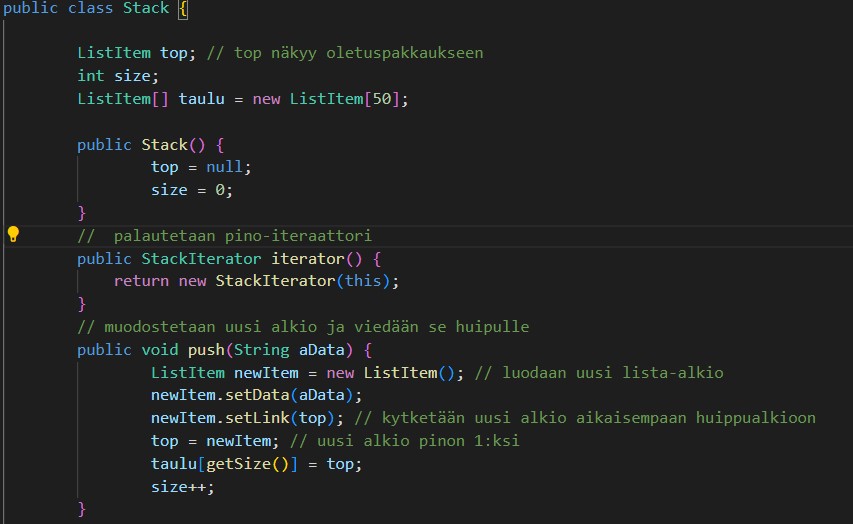 public class Stack {
ListItem top; // top näkyy oletuspakkaukseen
int size;
ListItem[] taulu = new ListItem[50];
public Stack() {
top = null;
size = 0;
}
//  palautetaan pino-iteraattori
public StackIterator iterator() {
return new StackIterator(this);
}
// muodostetaan uusi alkio ja viedään se huipulle
public void push(String aData) {
ListItem newItem = new ListItem(); // luodaan uusi lista-alkio
newItem.setData(aData);
newItem.setLink(top); // kytketään uusi alkio aikaisempaan huippualkioon
top = newItem; // uusi alkio pinon 1:ksi
taulu[getSize()] = top;
size++;
}